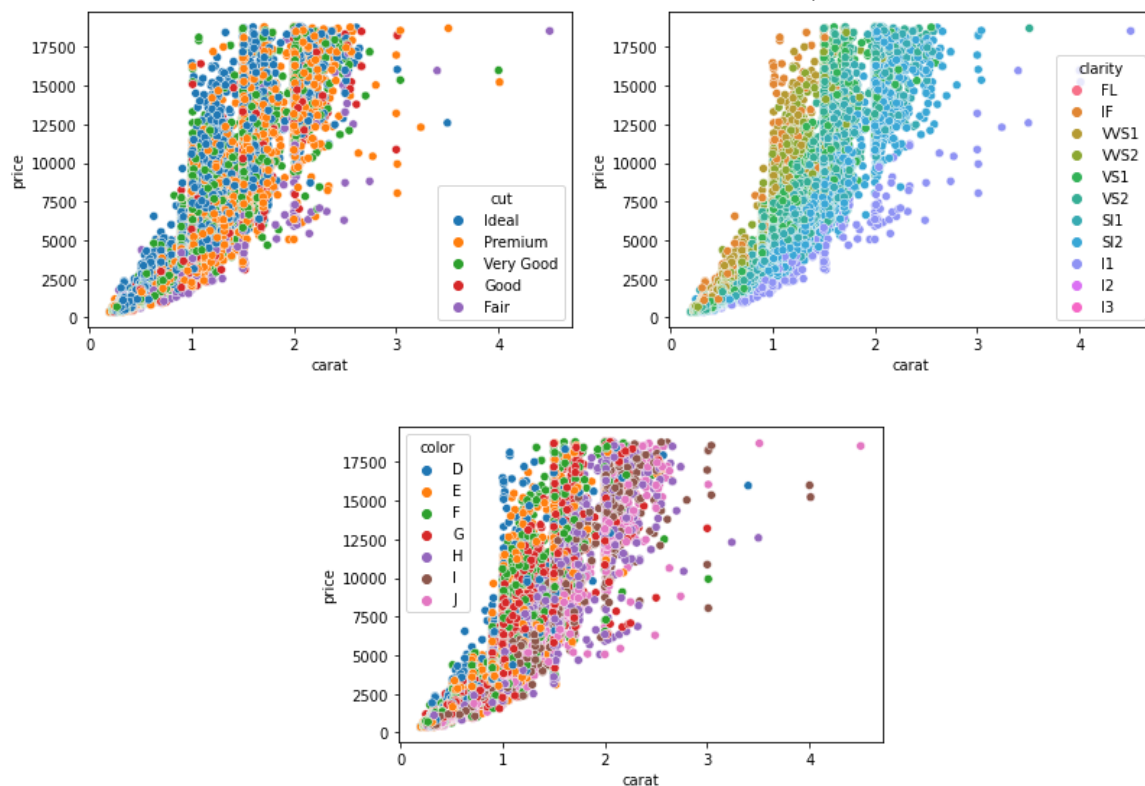 17500
15000
12500
10000
7500
5000
2500
0
price
cut
Ideal
Premium
Very Good
Good
Fair
0 1 2 3 4
carat
17500
15000
12500
10000
7500
5000
2500
0
price
clarity
FL
IF
VVS1
VVS2
VS1
VS2
SI1
SI2
I1
I2
I3
0 1 2 3 4
carat
color
D
E
F
G
H
I
J
17500
15000
12500
10000
7500
5000
2500
0
price
0 1 2 3 4
carat